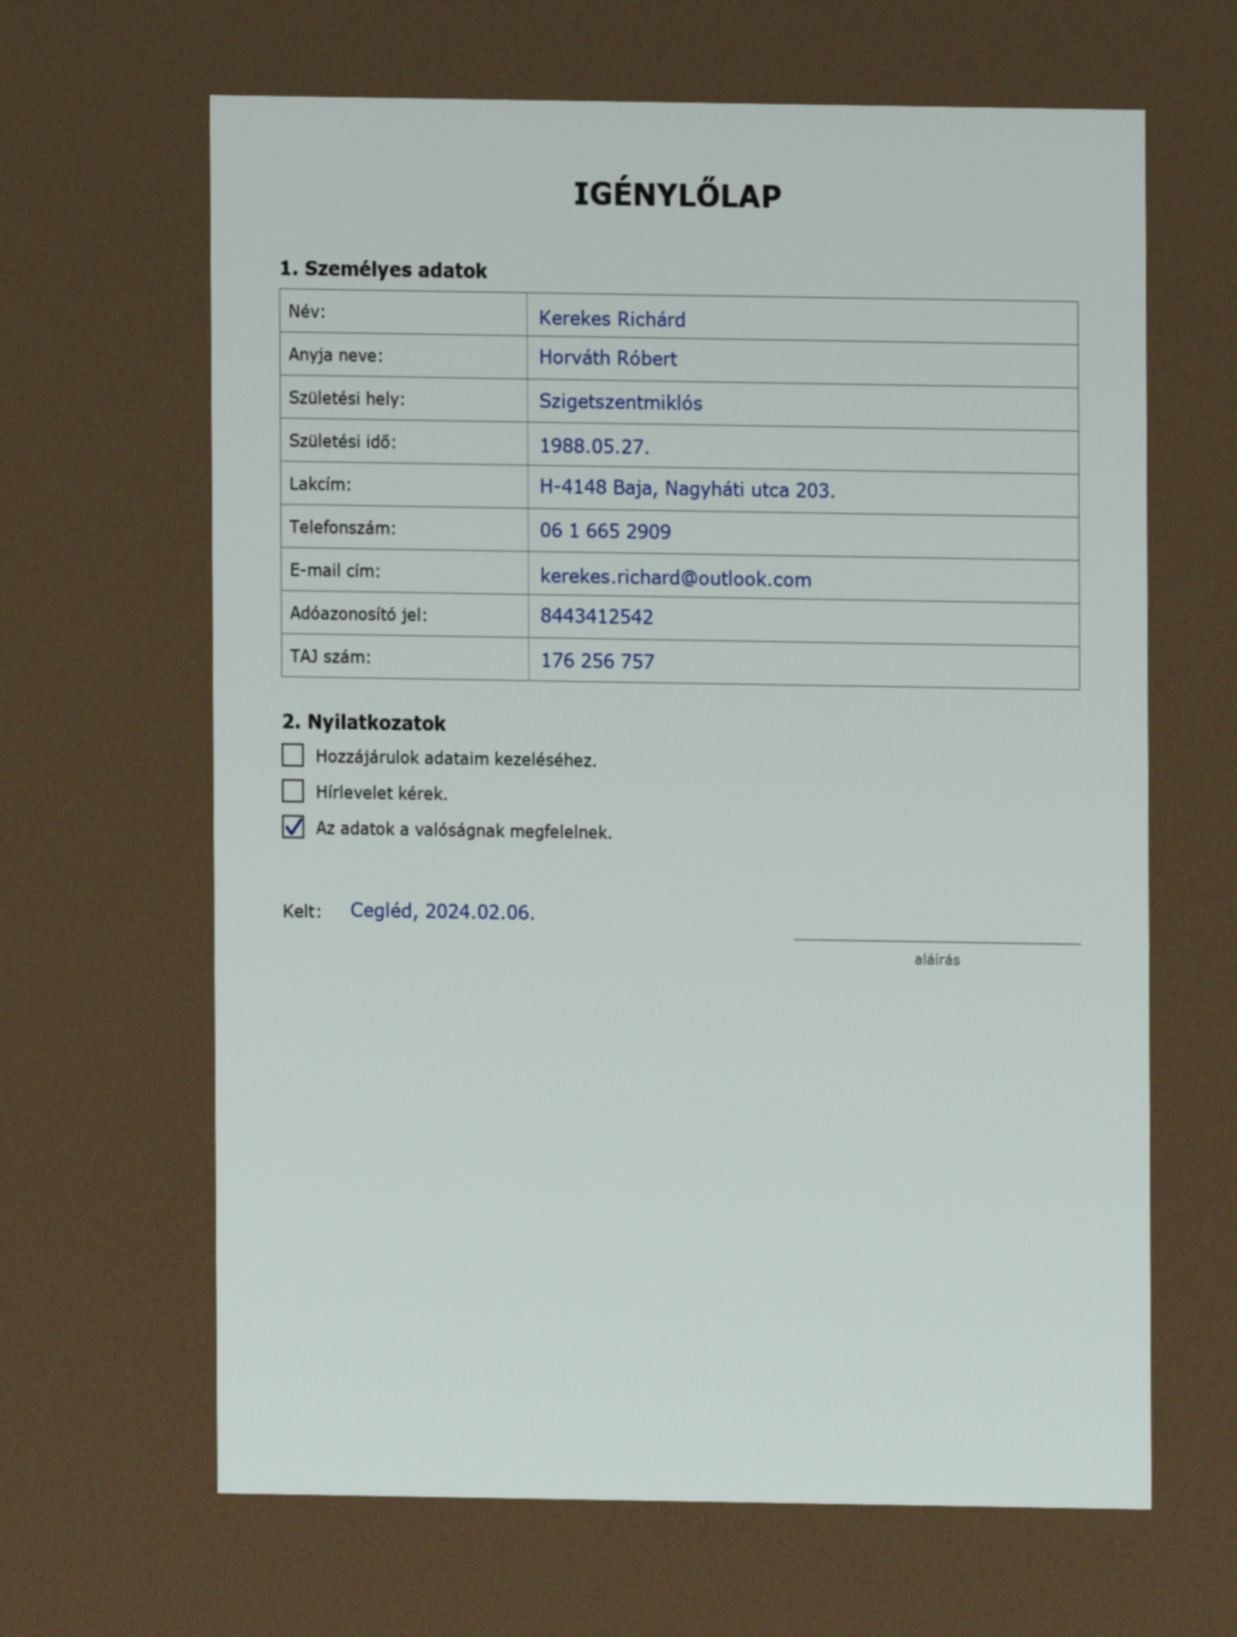 IGÉNYLŐLAP
1. Személyes adatok
Név: Kerekes Richárd
Anyja neve: Horváth Róbert
Születési hely: Szigetszentmiklós
Születési idő: 1988.05.27.
Lakcím: H-4148 Baja, Nagyháti utca 203.
Telefonszám: 06 1 665 2909
E-mail cím: kerekes.richard@outlook.com
Adóazonosító jel: 8443412542
TAJ szám: 176 256 757
2. Nyilatkozatok
Hozzájárulok adataim kezeléséhez.
Hírlevelet kérek.
Az adatok a valóságnak megfelelnek.
Kelt: Cegléd, 2024.02.06.
aláírás